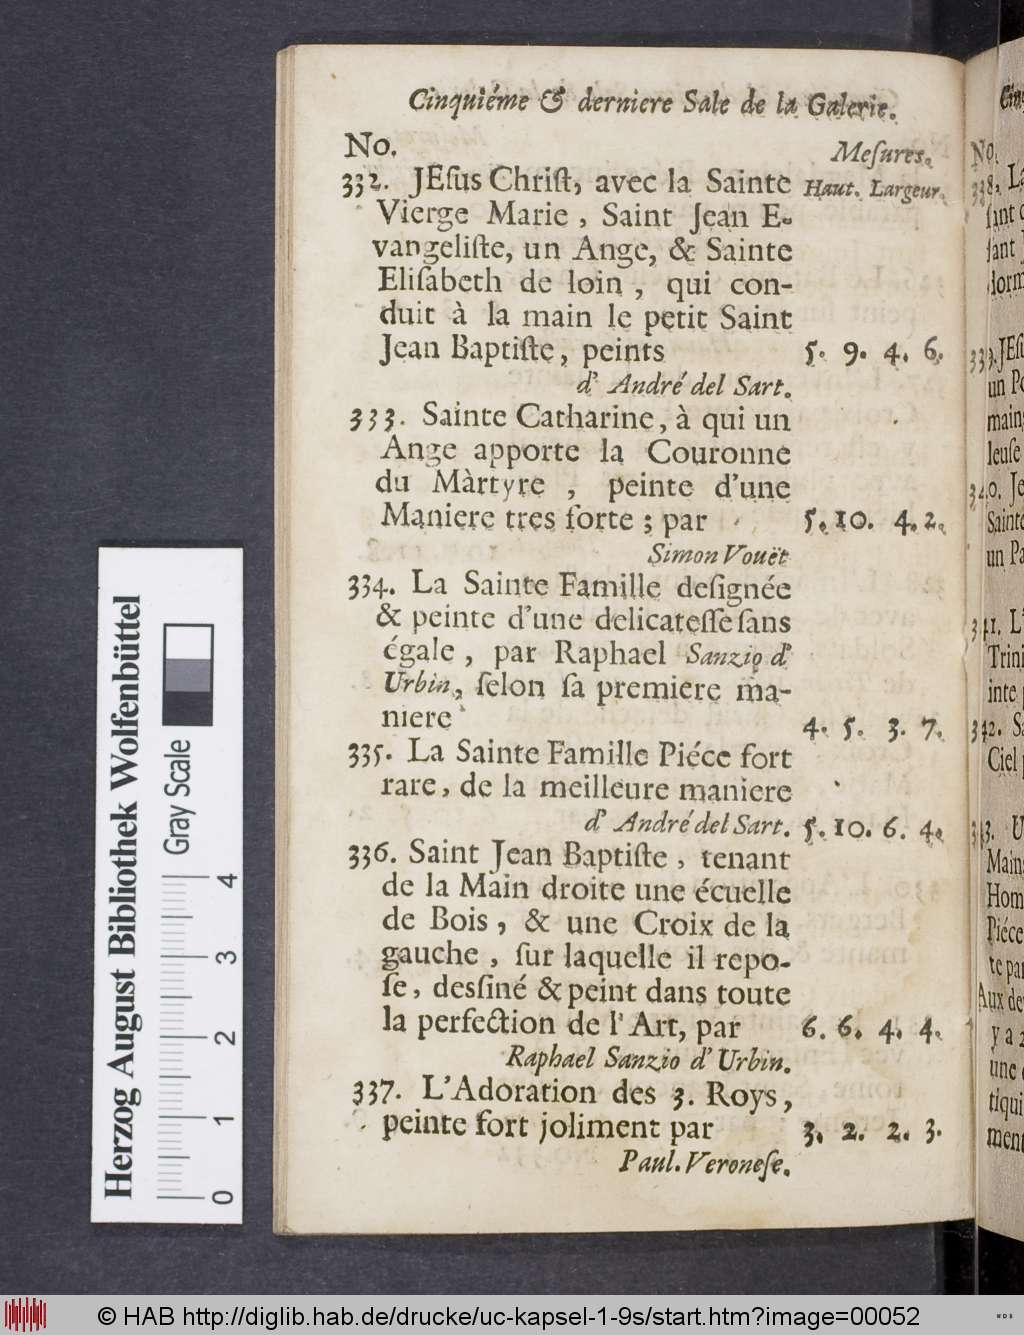 Cinquiéme & derniere Sale de la Galerie.
No.
Meſures.
332. JEſus Chriſt, avec la Sainte Haut. Largeur.
Vierge Marie, Saint Jean E-
vangeliſte, un Ange, & Sainte
Eliſabeth de loin, qui con-
duit à la main le petit Saint
Jean Baptiſte, peints 5. 9. 4. 6.
d' André del Sart.
333. Sainte Catharine, à qui un
Ange apporte la Couronne
du Màrtyre, peinte d'une
Maniere tres forte; par 5. 10. 4. 2.
Simon Vouët
334. La Sainte Famille deſignée
& peinte d'une delicateſſe ſans
égale, par Raphael Sanzio d'
Urbin, ſelon ſa premiere ma-
niere 4. 5. 3. 7.
335. La Sainte Famille Piéce fort
rare, de la meilleure maniere
d' André del Sart. 5. 10. 6. 4.
336. Saint Jean Baptiſte, tenant
de la Main droite une écuelle
de Bois, & une Croix de la
gauche, ſur laquelle il repo-
ſe, desſiné & peint dans toute
la perfection de l' Art, par 6. 6. 4. 4.
Raphael Sanzio d' Urbin.
337. L'Adoration des 3. Roys,
peinte fort joliment par 3. 2. 2. 3.
Paul. Veroneſe.
Herzog August Bibliothek Wolfenbüttel
Gray Scale
0 1 2 3 4
© HAB http://diglib.hab.de/drucke/uc-kapsel-1-9s/start.htm?image=00052